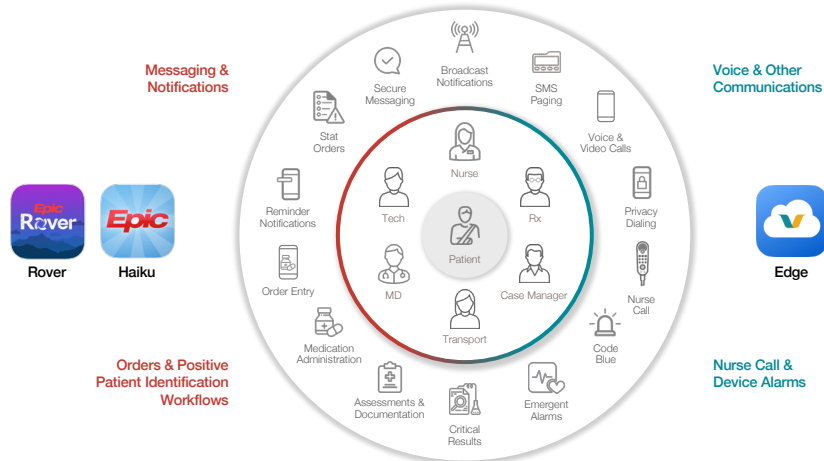 Messaging &
Notifications
Voice & Other
Communications
Broadcast
Notifications
Secure
Messaging
SMS
Paging
Stat
Orders
Voice &
Video Calls
Nurse
Reminder
Notifications
Tech
Rx
Privacy
Dialing
Epic
Rover
Epic
Rover
Haiku
Patient
Edge
Order Entry
MD
Case Manager
Nurse
Call
Transport
Medication
Administration
Code
Blue
Orders & Positive
Patient Identification
Workflows
Nurse Call &
Device Alarms
Assessments &
Documentation
Critical
Results
Emergent
Alarms